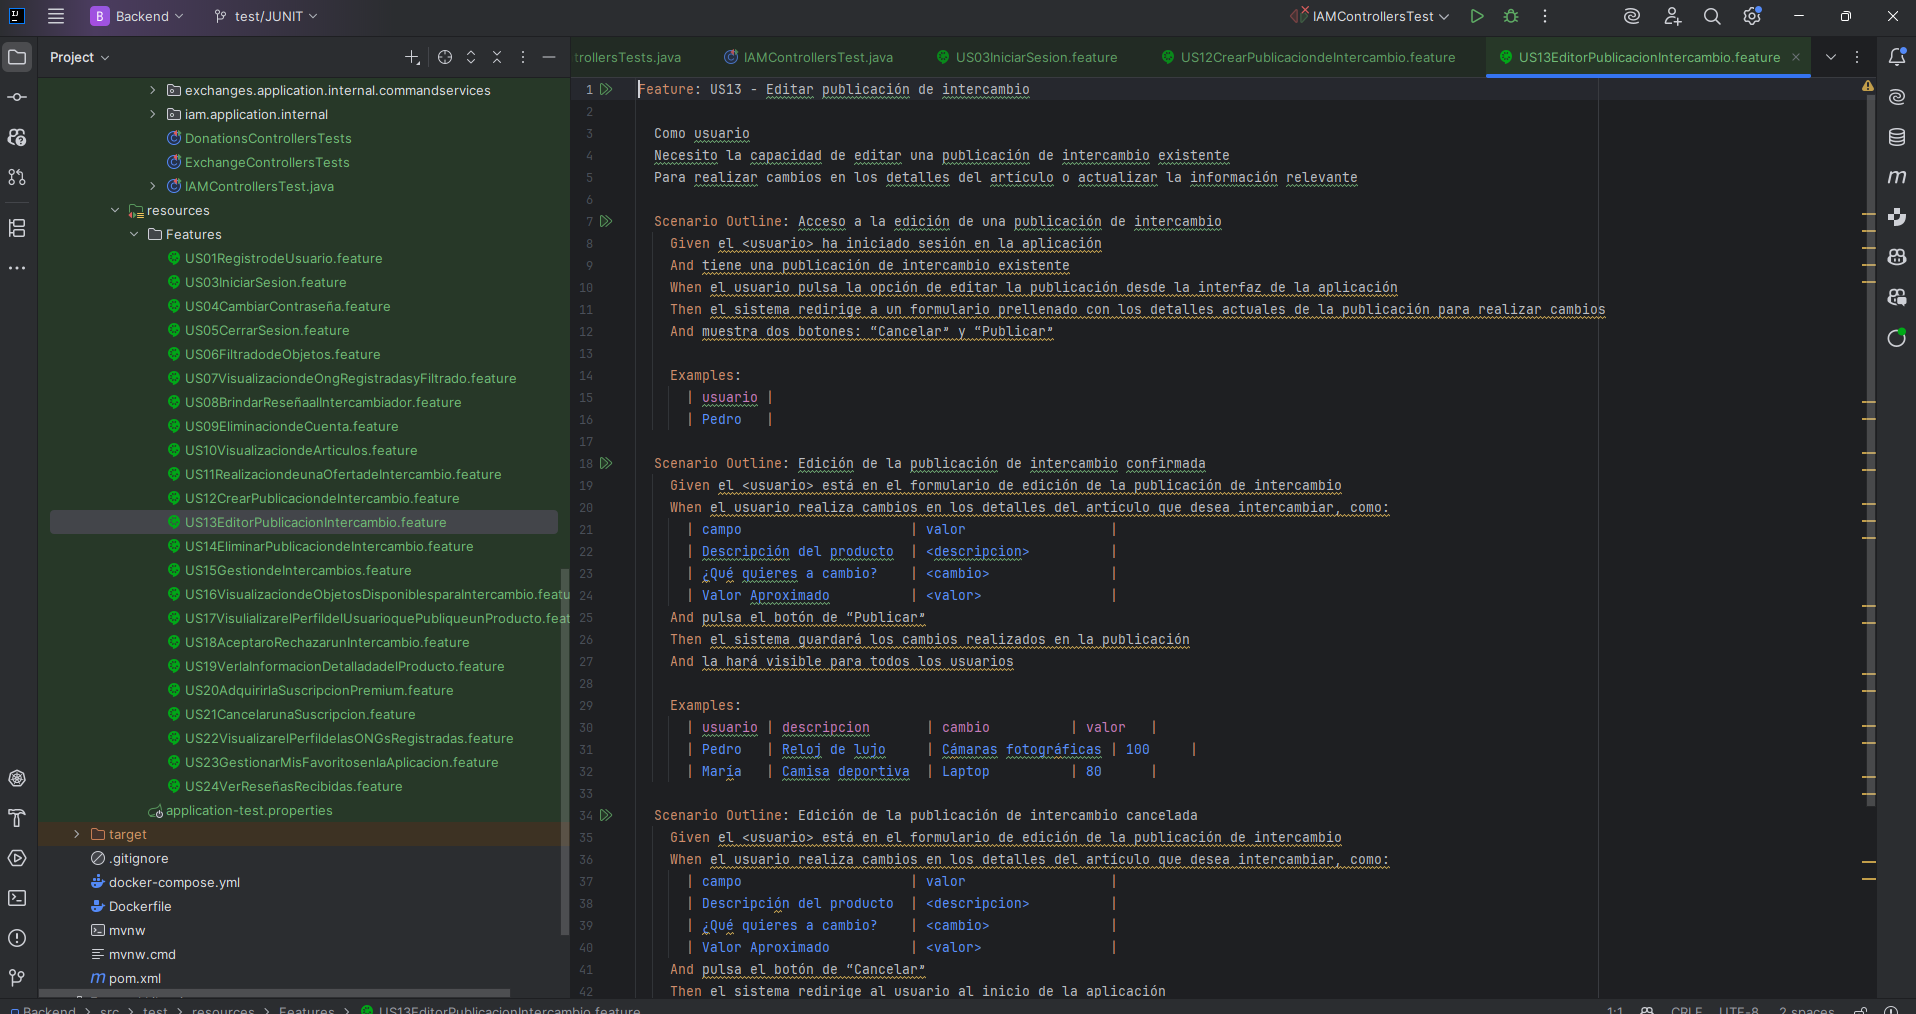 B Backend test/JUNIT IAMControllersTest
Project
trollersTests.java IAMControllersTest.java US03IniciarSesion.feature US12CrearPublicaciondeIntercambio.feature US13EditorPublicacionIntercambio.feature
exchanges.application.internal.commandservices
iam.application.internal
DonationsControllersTests
ExchangeControllersTests
IAMControllersTest.java
resources
Features
US01RegistrodeUsuario.feature
US03IniciarSesion.feature
US04CambiarContraseña.feature
US05CerrarSesion.feature
US06FiltradodeObjetos.feature
US07VisualizaciondeOngRegistradasyFiltrado.feature
US08BrindarReseñaalIntercambiador.feature
US09EliminaciondeCuenta.feature
US10VisualizaciondeArticulos.feature
US11RealizaciondeunaOfertadeIntercambio.feature
US12CrearPublicaciondeIntercambio.feature
US13EditorPublicacionIntercambio.feature
US14EliminarPublicaciondeIntercambio.feature
US15GestiondeIntercambios.feature
US16VisualizaciondeObjetosDisponiblesparaIntercambio.featu
US17VisulializarelPerfildelUsuarioquePubliqueunProducto.feat
US18AceptaroRechazarunIntercambio.feature
US19VerlaInformacionDetalladadelProducto.feature
US20AdquirirlaSuscripcionPremium.feature
US21CancelarunaSuscripcion.feature
US22VisualizarelPerfildelasONGsRegistradas.feature
US23GestionarMisFavoritosenlaAplicacion.feature
US24VerReseñasRecibidas.feature
application-test.properties
target
.gitignore
docker-compose.yml
Dockerfile
mvnw
mvnw.cmd
pom.xml
1 Feature: US13 - Editar publicación de intercambio
2
3 Como usuario
4 Necesito la capacidad de editar una publicación de intercambio existente
5 Para realizar cambios en los detalles del artículo o actualizar la información relevante
6
7 Scenario Outline: Acceso a la edición de una publicación de intercambio
8 Given el <usuario> ha iniciado sesión en la aplicación
9 And tiene una publicación de intercambio existente
10 When el usuario pulsa la opción de editar la publicación desde la interfaz de la aplicación
11 Then el sistema redirige a un formulario prellenado con los detalles actuales de la publicación para realizar cambios
12 And muestra dos botones: “Cancelar” y “Publicar”
13
14 Examples:
15 | usuario |
16 | Pedro |
17
18 Scenario Outline: Edición de la publicación de intercambio confirmada
19 Given el <usuario> está en el formulario de edición de la publicación de intercambio
20 When el usuario realiza cambios en los detalles del artículo que desea intercambiar, como:
21 | campo | valor |
22 | Descripción del producto | <descripcion> |
23 | ¿Qué quieres a cambio? | <cambio> |
24 | Valor Aproximado | <valor> |
25 And pulsa el botón de “Publicar”
26 Then el sistema guardará los cambios realizados en la publicación
27 And la hará visible para todos los usuarios
28
29 Examples:
30 | usuario | descripcion | cambio | valor |
31 | Pedro | Reloj de lujo | Cámaras fotográficas | 100 |
32 | María | Camisa deportiva | Laptop | 80 |
33
34 Scenario Outline: Edición de la publicación de intercambio cancelada
35 Given el <usuario> está en el formulario de edición de la publicación de intercambio
36 When el usuario realiza cambios en los detalles del artículo que desea intercambiar, como:
37 | campo | valor |
38 | Descripción del producto | <descripcion> |
39 | ¿Qué quieres a cambio? | <cambio> |
40 | Valor Aproximado | <valor> |
41 And pulsa el botón de “Cancelar”
42 Then el sistema redirige al usuario al inicio de la aplicación
Backend > src > test > resources > Features > US13EditorPublicacionIntercambio.feature 1:1 CRLF UTF-8 2 spaces